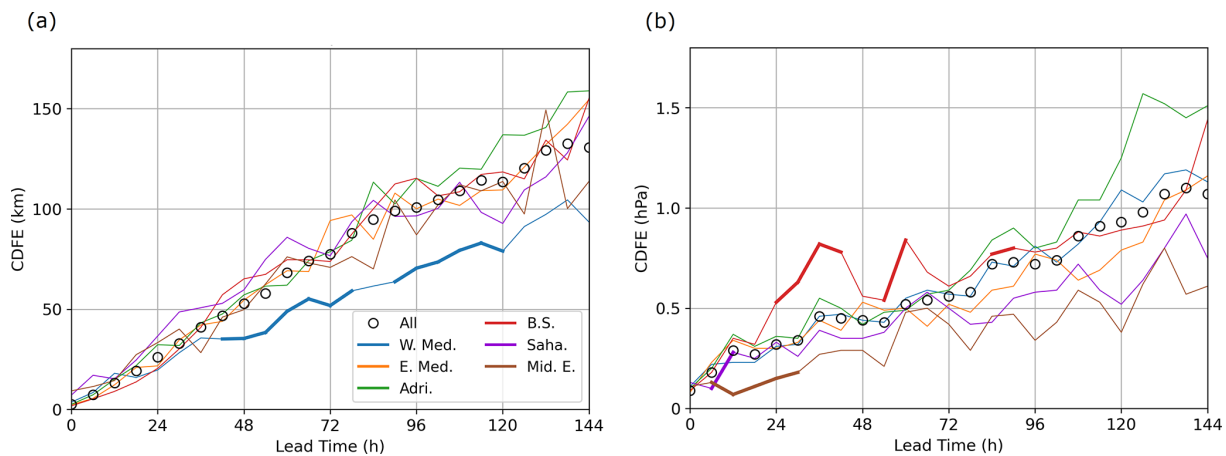 (a)
CDFE (km)
150
100
50
0
0 24 48 72 96 120 144
Lead Time (h)
All
W. Med.
E. Med.
Adri.
B.S.
Saha.
Mid. E.
(b)
CDFE (hPa)
1.5
1.0
0.5
0
0 24 48 72 96 120 144
Lead Time (h)